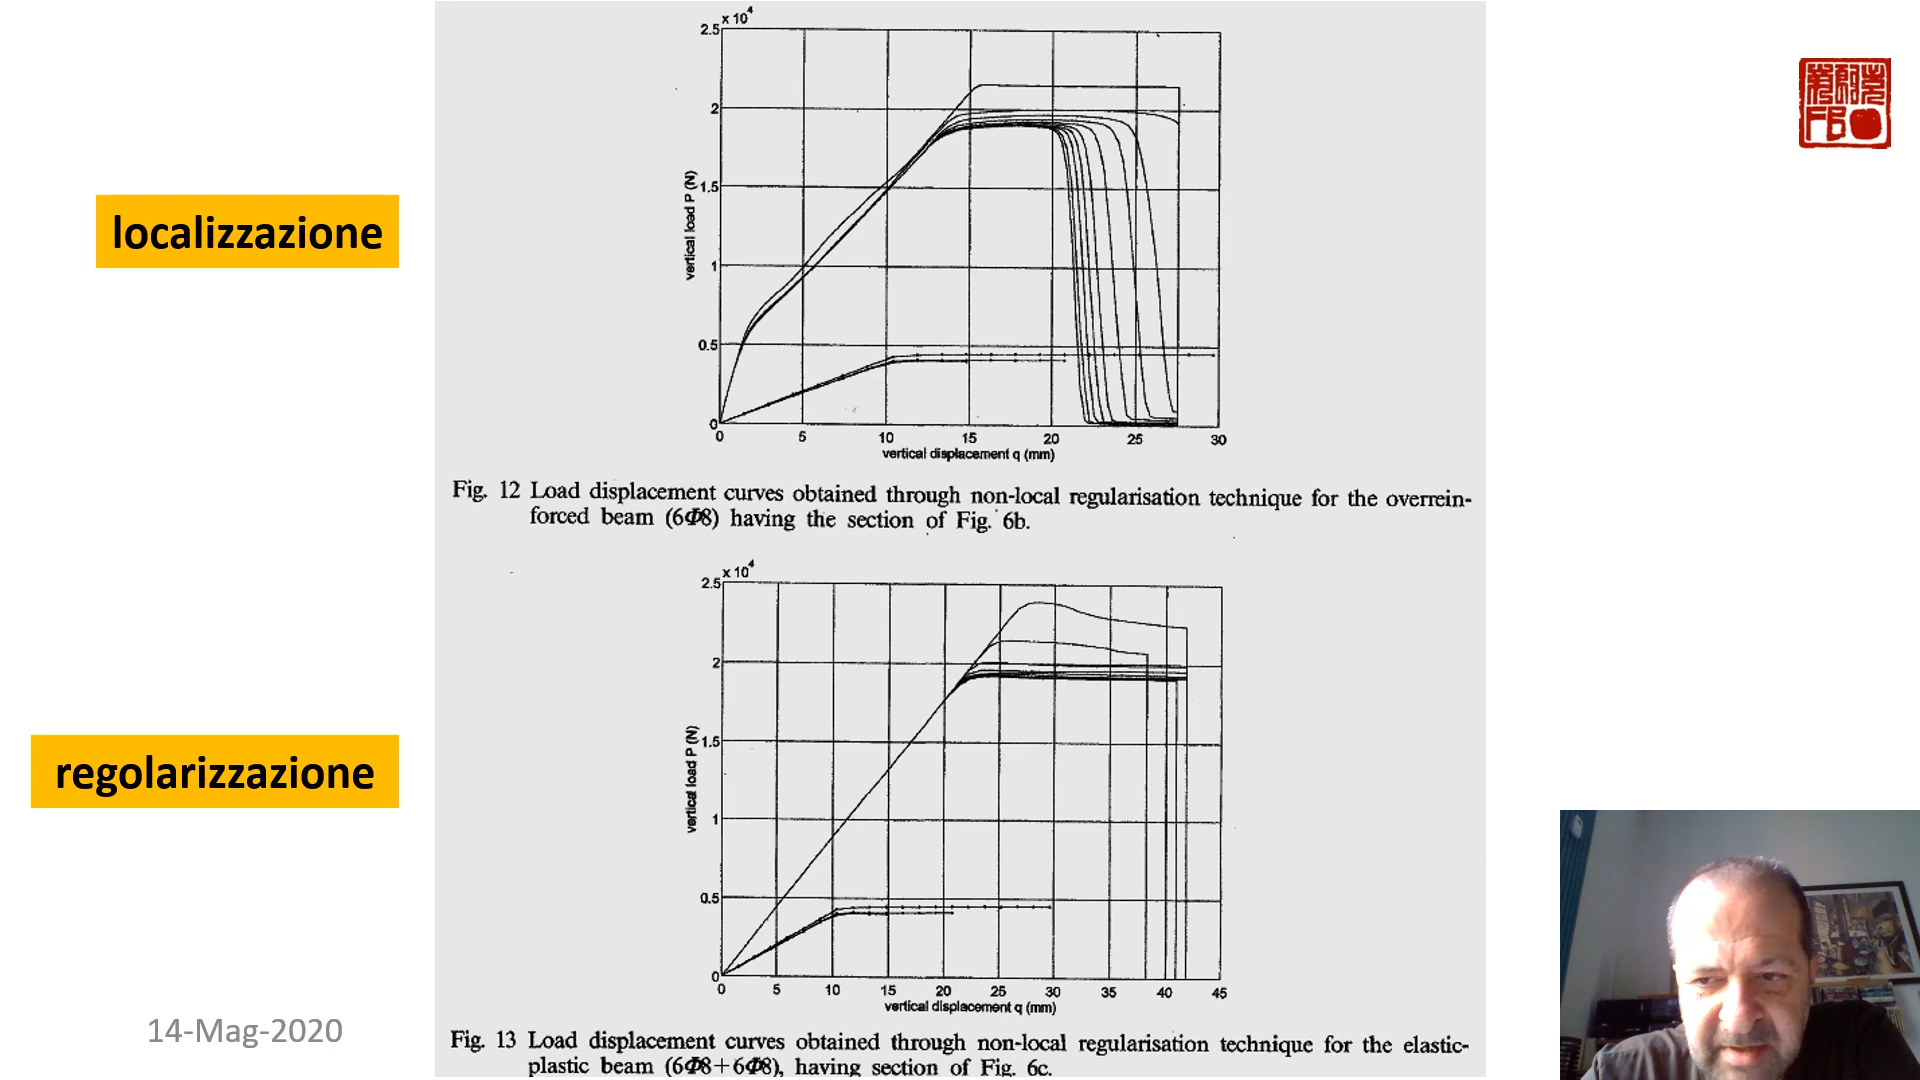 localizzazione
regolarizzazione
14-Mag-2020
x 10^4
2.5
2
1.5
1
0.5
0
vertical load P (N)
0 5 10 15 20 25 30
vertical displacement q (mm)
Fig. 12 Load displacement curves obtained through non-local regularisation technique for the overrein-
forced beam (6Φ8) having the section of Fig. 6b.
x 10^4
2.5
2
1.5
1
0.5
0
vertical load P (N)
0 5 10 15 20 25 30 35 40 45
vertical displacement q (mm)
Fig. 13 Load displacement curves obtained through non-local regularisation technique for the elastic-
plastic beam (6Φ8+6Φ8), having section of Fig. 6c.
FB